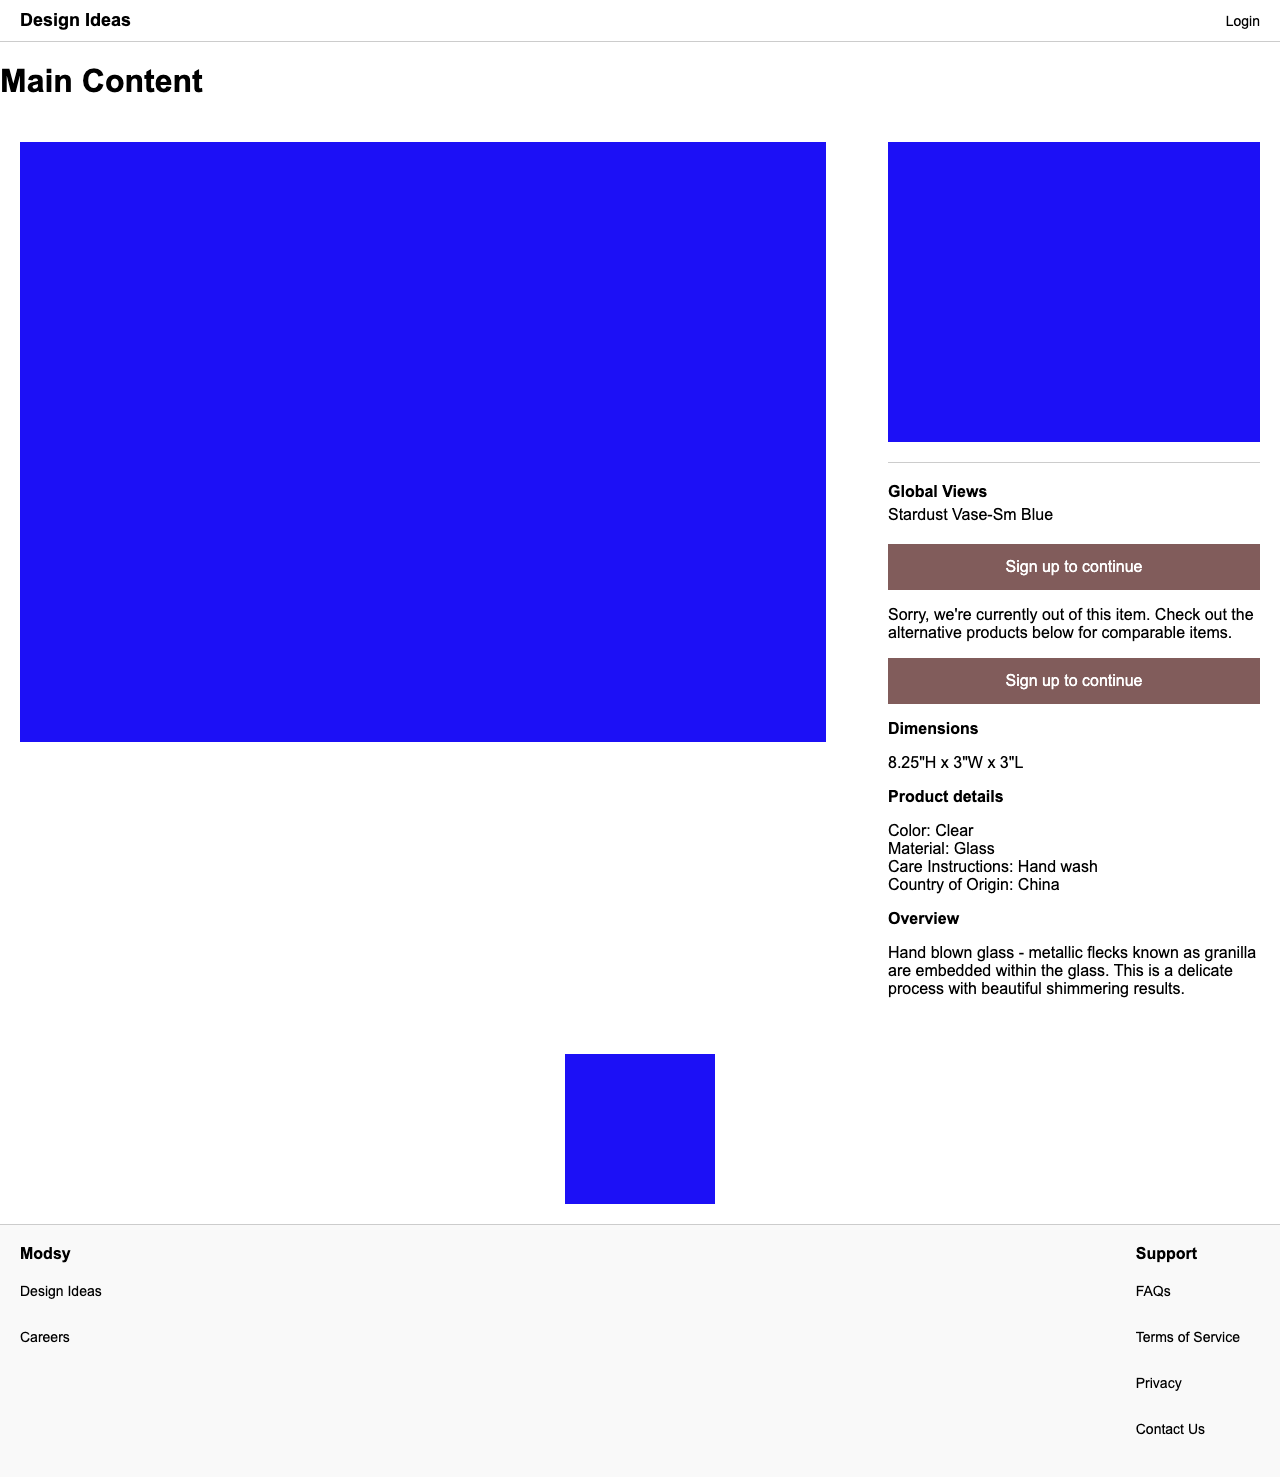 Design Ideas
Login
Main Content
Global Views
Stardust Vase-Sm Blue
Sign up to continue
Sorry, we're currently out of this item. Check out the
alternative products below for comparable items.
Sign up to continue
Dimensions
8.25"H x 3"W x 3"L
Product details
Color: Clear
Material: Glass
Care Instructions: Hand wash
Country of Origin: China
Overview
Hand blown glass - metallic flecks known as granilla
are embedded within the glass. This is a delicate
process with beautiful shimmering results.
Modsy
Design Ideas
Careers
Support
FAQs
Terms of Service
Privacy
Contact Us